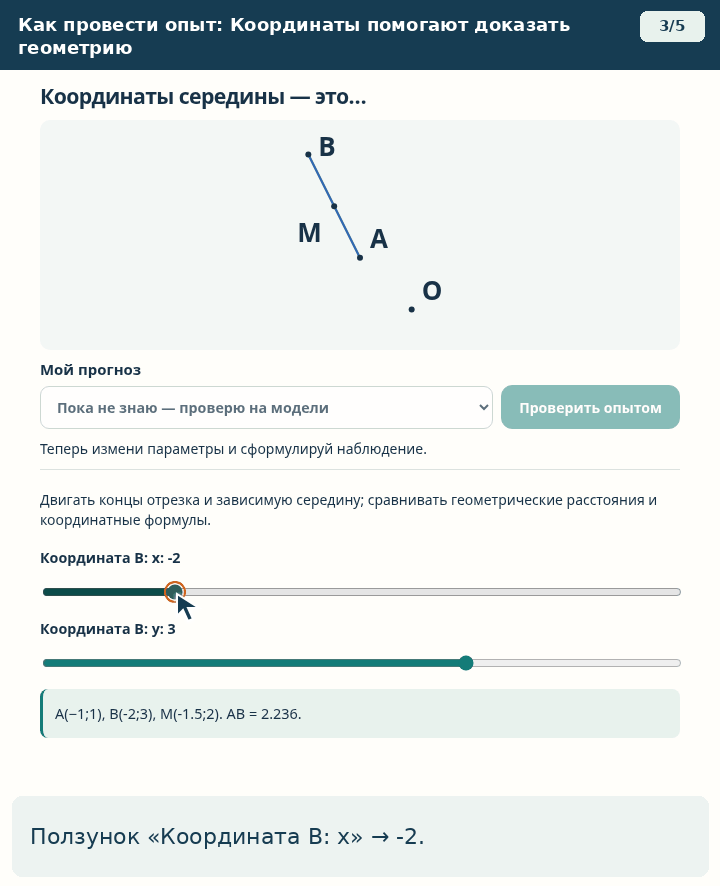 Как провести опыт: Координаты помогают доказать
геометрию
3/5
Координаты середины — это…
B
M
A
O
Мой прогноз
Пока не знаю — проверю на модели
Проверить опытом
Теперь измени параметры и сформулируй наблюдение.
Двигать концы отрезка и зависимую середину; сравнивать геометрические расстояния и
координатные формулы.
Координата B: x: -2
Координата B: y: 3
A(−1;1), B(-2;3), M(-1.5;2). AB = 2.236.
Ползунок «Координата B: x» → -2.